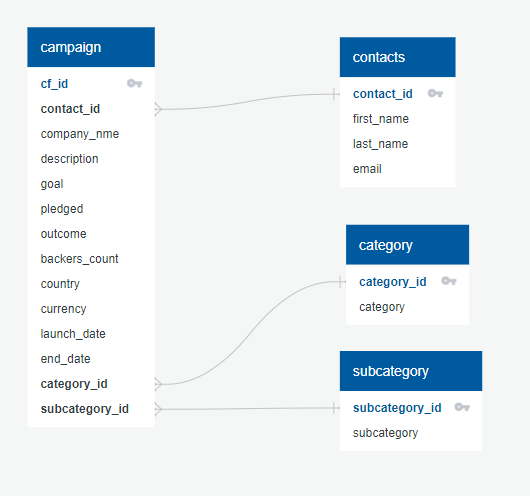 campaign
cf_id
contact_id
company_nme
description
goal
pledged
outcome
backers_count
country
currency
launch_date
end_date
category_id
subcategory_id
contacts
contact_id
first_name
last_name
email
category
category_id
category
subcategory
subcategory_id
subcategory